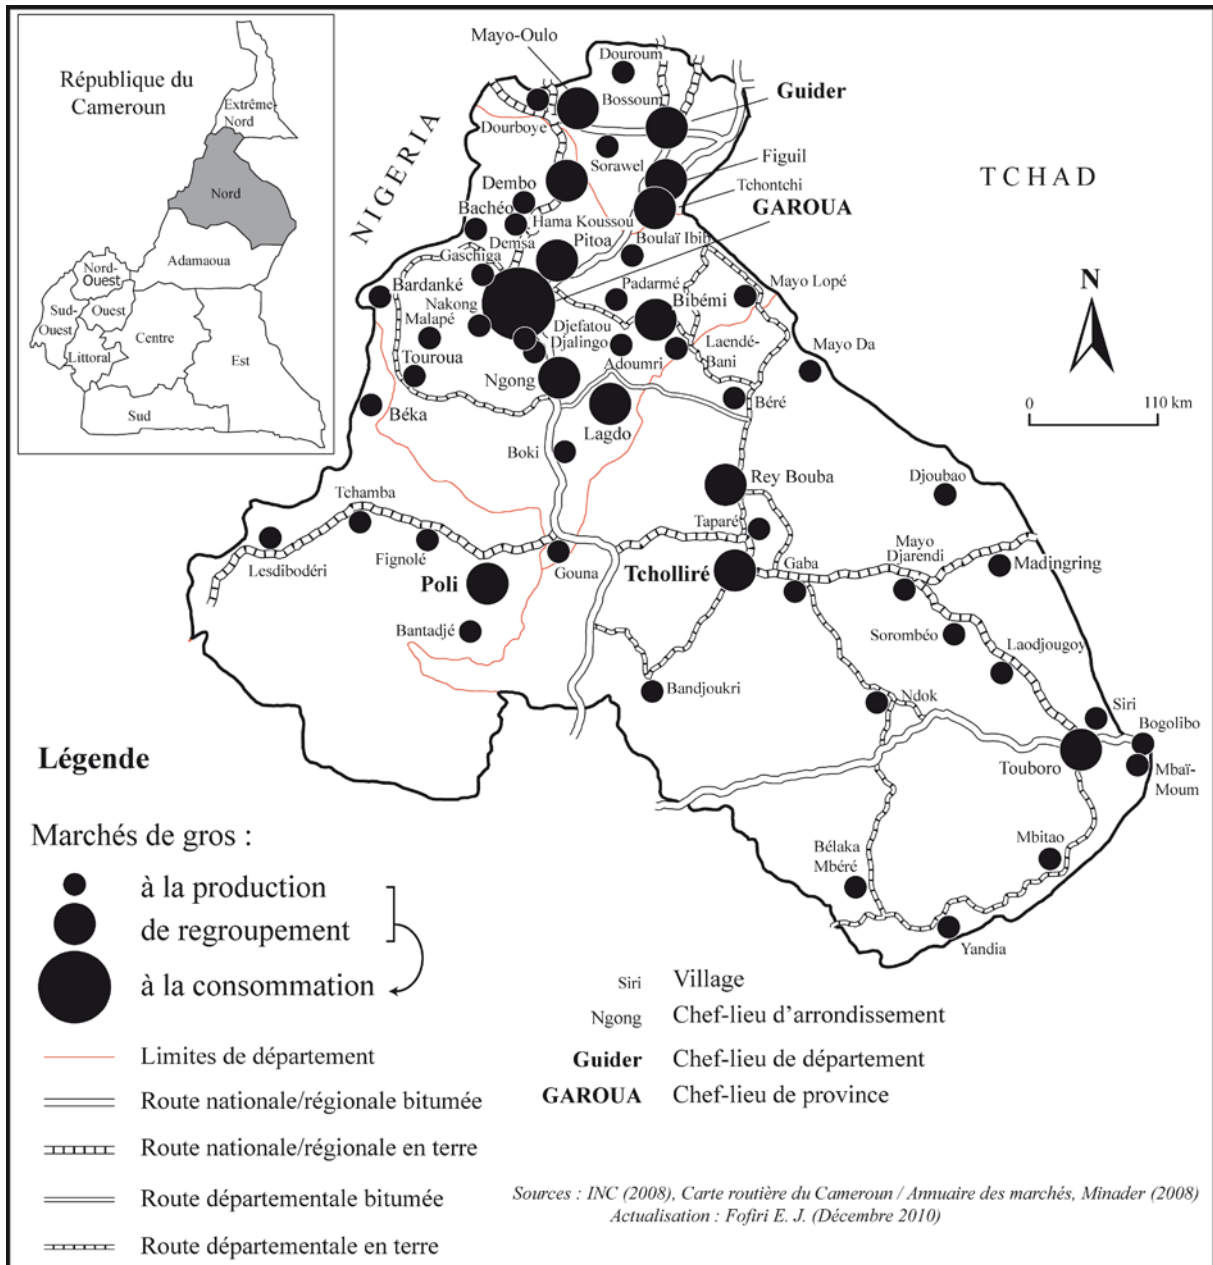 République du
Cameroun
Extrême-
Nord
Nord
Adamaoua
Nord-
Ouest
Sud-
Ouest
Ouest
Littoral
Centre
Est
Sud
NIGERIA
TCHAD
N
0 110 km
Mayo-Oulo
Douroum
Bossoum
Guider
Dourboye
Sorawel
Figuil
Tchontchi
GAROUA
Dembo
Bachéo
Hama Koussou
Demsa
Pitoa
Boulaï Ibib
Gaschiga
Bardanké
Nakong
Malapé
Padarmé
Bibémi
Mayo Lopé
Djefatou
Djalingo
Adoumri
Laendé-
Bani
Mayo Da
Touroua
Ngong
Béka
Lagdo
Béré
Boki
Rey Bouba
Djoubao
Tchamba
Taparé
Lesdibodéri
Fignolé
Gouna
Poli
Tcholliré
Gaba
Mayo
Djarendi
Madingring
Bantadjé
Sorombéo
Laodjougoy
Bandjoukri
Ndok
Siri
Bogolibo
Touboro
Mbaï-
Moum
Mbitao
Bélaka
Mbéré
Yandia
Légende
Marchés de gros :
à la production
de regroupement
à la consommation
Limites de département
Route nationale/régionale bitumée
Route nationale/régionale en terre
Route départementale bitumée
Route départementale en terre
Siri Village
Ngong Chef-lieu d'arrondissement
Guider Chef-lieu de département
GAROUA Chef-lieu de province
Sources : INC (2008), Carte routière du Cameroun / Annuaire des marchés, Minader (2008)
Actualisation : Fofiri E. J. (Décembre 2010)